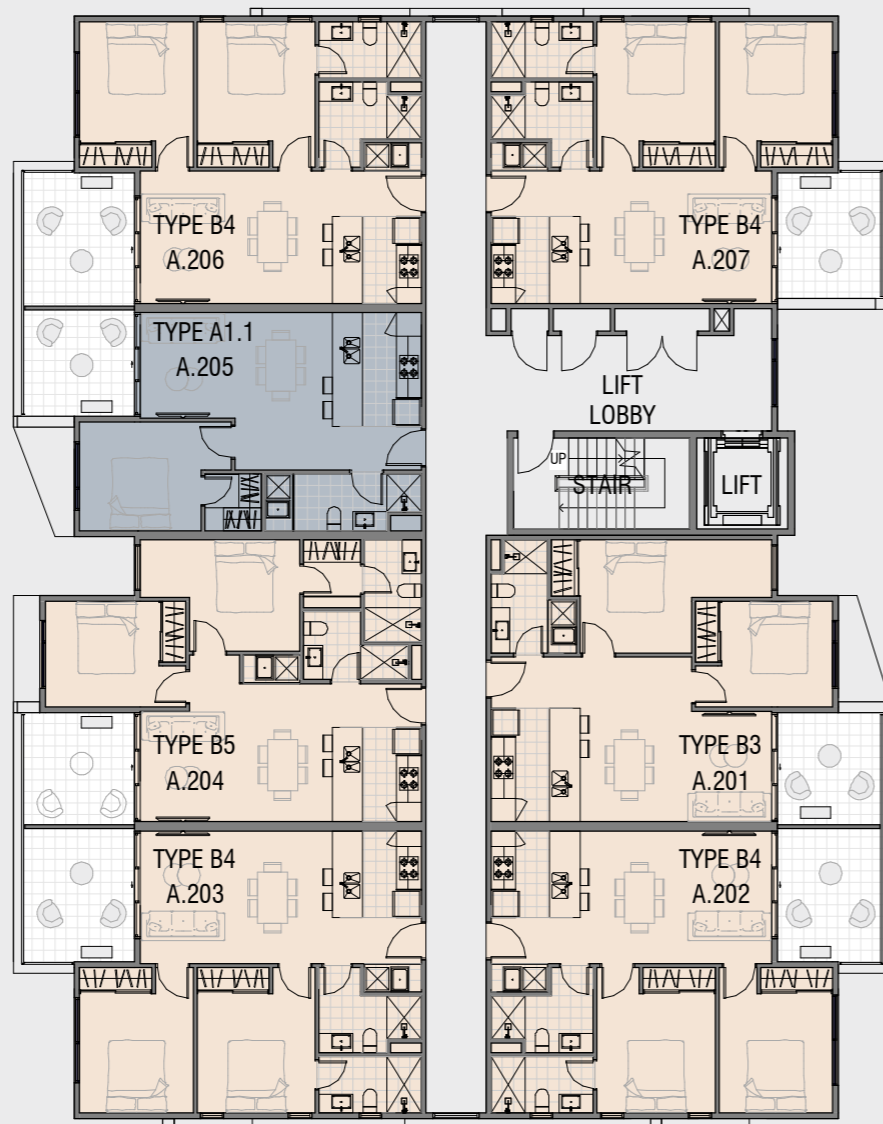 TYPE B4
A.206
TYPE B4
A.207
TYPE A1.1
A.205
LIFT
LOBBY
UP
STAIR
LIFT
TYPE B5
A.204
TYPE B3
A.201
TYPE B4
A.203
TYPE B4
A.202